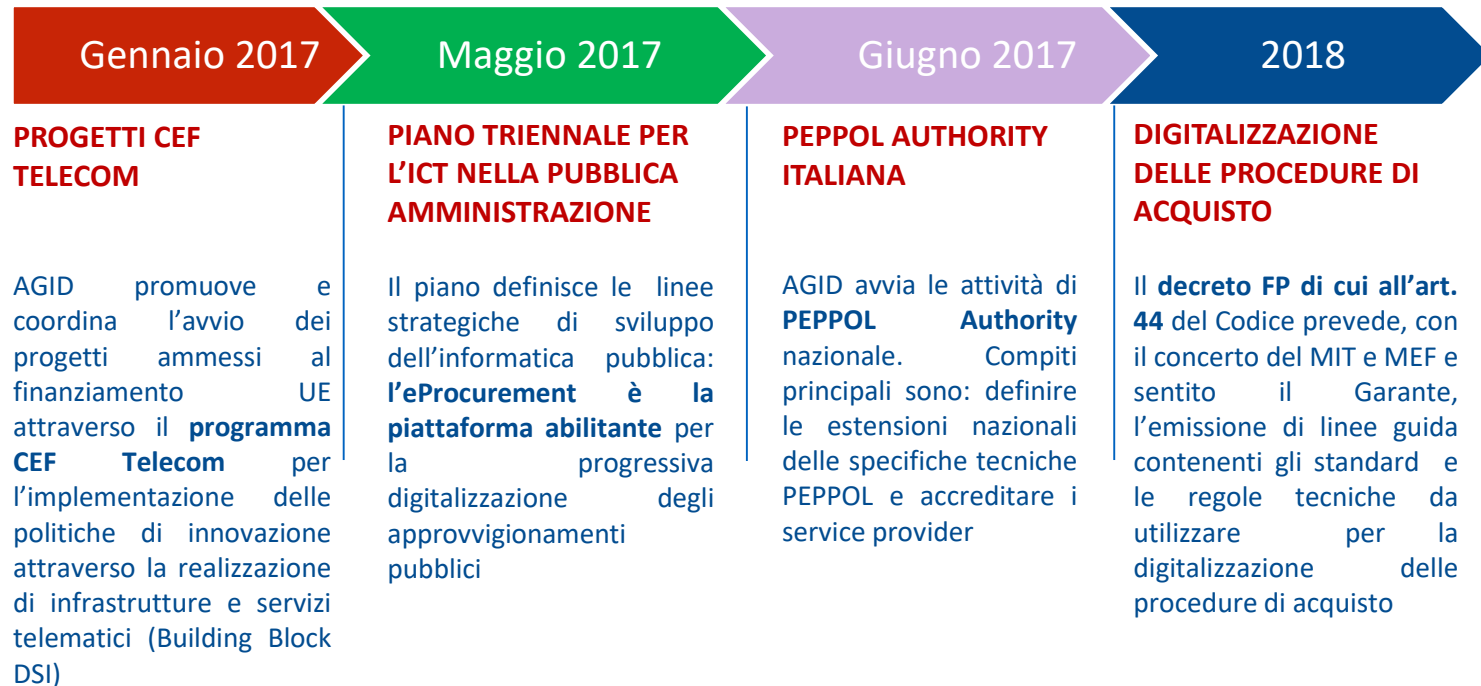 Gennaio 2017
Maggio 2017
Giugno 2017
2018
PROGETTI CEF
TELECOM
AGID promuove e
coordina l'avvio dei
progetti ammessi al
finanziamento UE
attraverso il programma
CEF Telecom per
l'implementazione delle
politiche di innovazione
attraverso la realizzazione
di infrastrutture e servizi
telematici (Building Block
DSI)
PIANO TRIENNALE PER
L'ICT NELLA PUBBLICA
AMMINISTRAZIONE
Il piano definisce le linee
strategiche di sviluppo
dell'informatica pubblica:
l'eProcurement è la
piattaforma abilitante per
la progressiva
digitalizzazione degli
approvvigionamenti
pubblici
PEPPOL AUTHORITY
ITALIANA
AGID avvia le attività di
PEPPOL Authority
nazionale. Compiti
principali sono: definire
le estensioni nazionali
delle specifiche tecniche
PEPPOL e accreditare i
service provider
DIGITALIZZAZIONE
DELLE PROCEDURE DI
ACQUISTO
Il decreto FP di cui all'art.
44 del Codice prevede, con
il concerto del MIT e MEF e
sentito il Garante,
l'emissione di linee guida
contenenti gli standard e
le regole tecniche da
utilizzare per la
digitalizzazione delle
procedure di acquisto